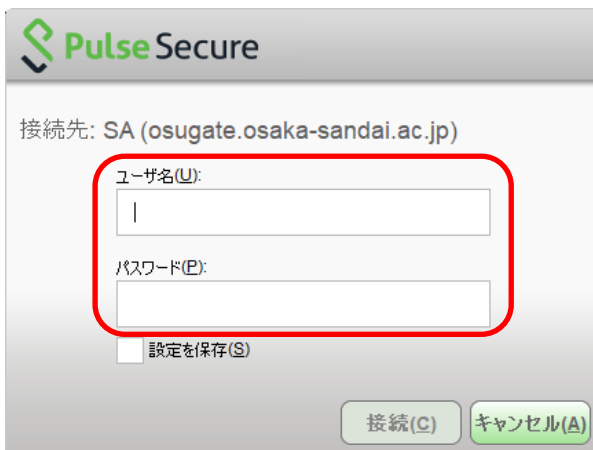 Pulse Secure
接続先: SA (osugate.osaka-sandai.ac.jp)
ユーザ名(U):
パスワード(P):
設定を保存(S)
接続(C) キャンセル(A)